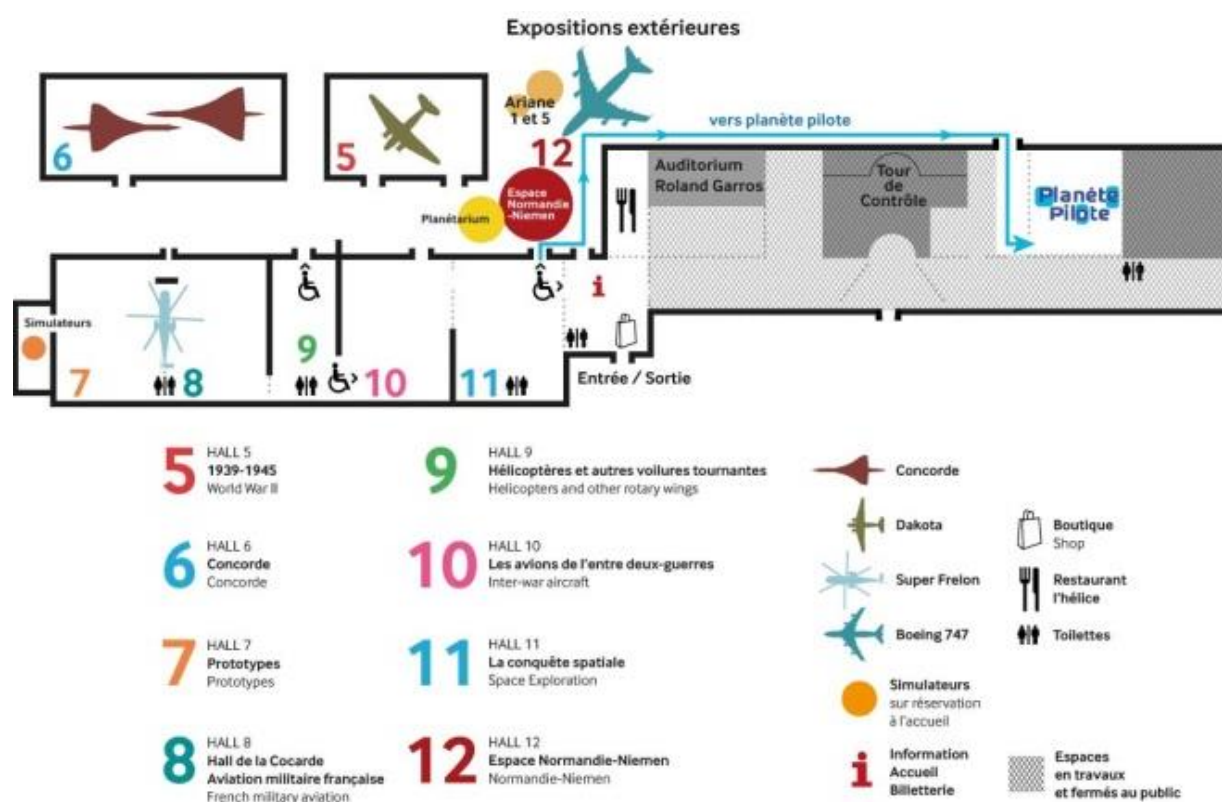 Expositions extérieures
Ariane
1 et 5
vers planète pilote
6
5
12
Auditorium
Roland Garros
Tour
de
Contrôle
Planète
Pilote
Espace
Normandie
-Niemen
Planétarium
i
Simulateurs
7
8
9
10
11
Entrée / Sortie
5
HALL 5
1939-1945
World War II
6
HALL 6
Concorde
Concorde
7
HALL 7
Prototypes
Prototypes
8
HALL 8
Hall de la Cocarde
Aviation militaire française
French military aviation
9
HALL 9
Hélicoptères et autres voilures tournantes
Helicopters and other rotary wings
10
HALL 10
Les avions de l'entre deux-guerres
Inter-war aircraft
11
HALL 11
La conquête spatiale
Space Exploration
12
HALL 12
Espace Normandie-Niemen
Normandie-Niemen
Concorde
Dakota
Super Frelon
Boeing 747
Simulateurs
sur réservation
à l'accueil
i
Information
Accueil
Billetterie
Boutique
Shop
Restaurant
l'hélice
Toilettes
Espaces
en travaux
et fermés au public